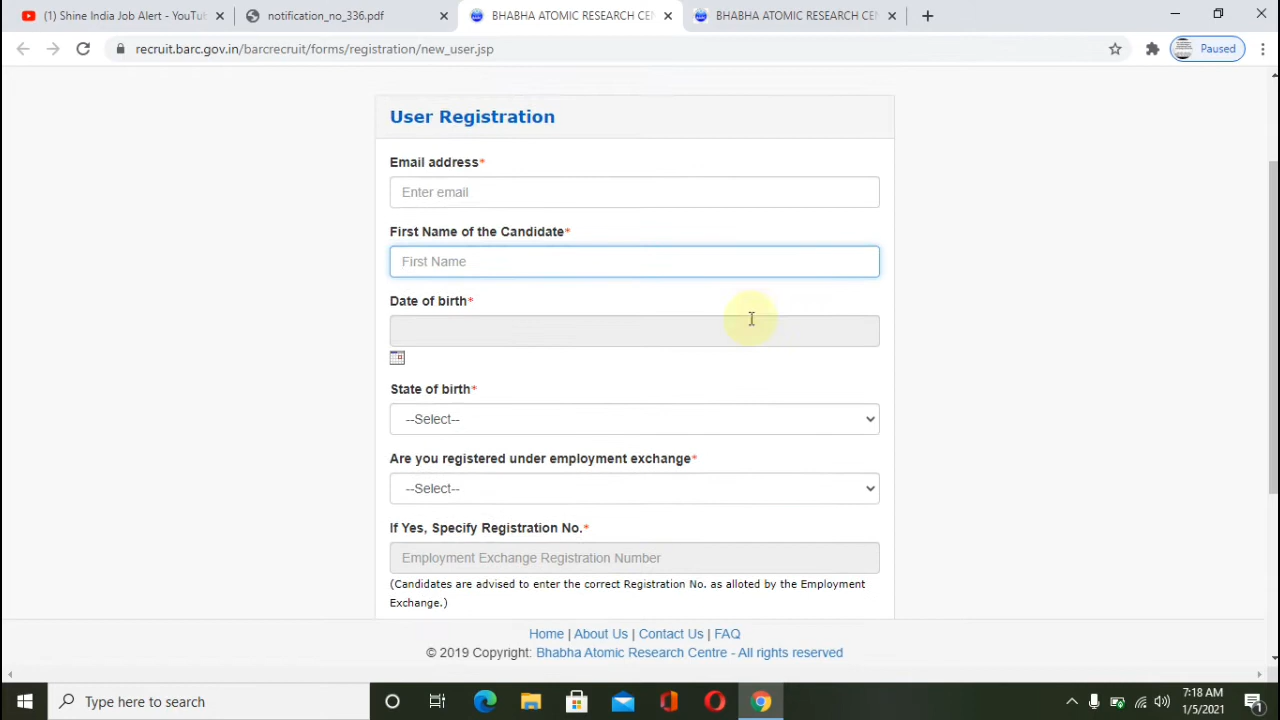 (1) Shine India Job Alert - YouTub
notification_no_336.pdf
BHABHA ATOMIC RESEARCH CEN
BHABHA ATOMIC RESEARCH CE
recruit.barc.gov.in/barcrecruit/forms/registration/new_user.jsp
Paused
User Registration
Email address*
Enter email
First Name of the Candidate*
First Name
Date of birth*
State of birth*
--Select--
Are you registered under employment exchange*
--Select--
If Yes, Specify Registration No.*
Employment Exchange Registration Number
(Candidates are advised to enter the correct Registration No. as alloted by the Employment
Exchange.)
Home | About Us | Contact Us | FAQ
© 2019 Copyright: Bhabha Atomic Research Centre - All rights reserved
Type here to search
7:18 AM
1/5/2021
1